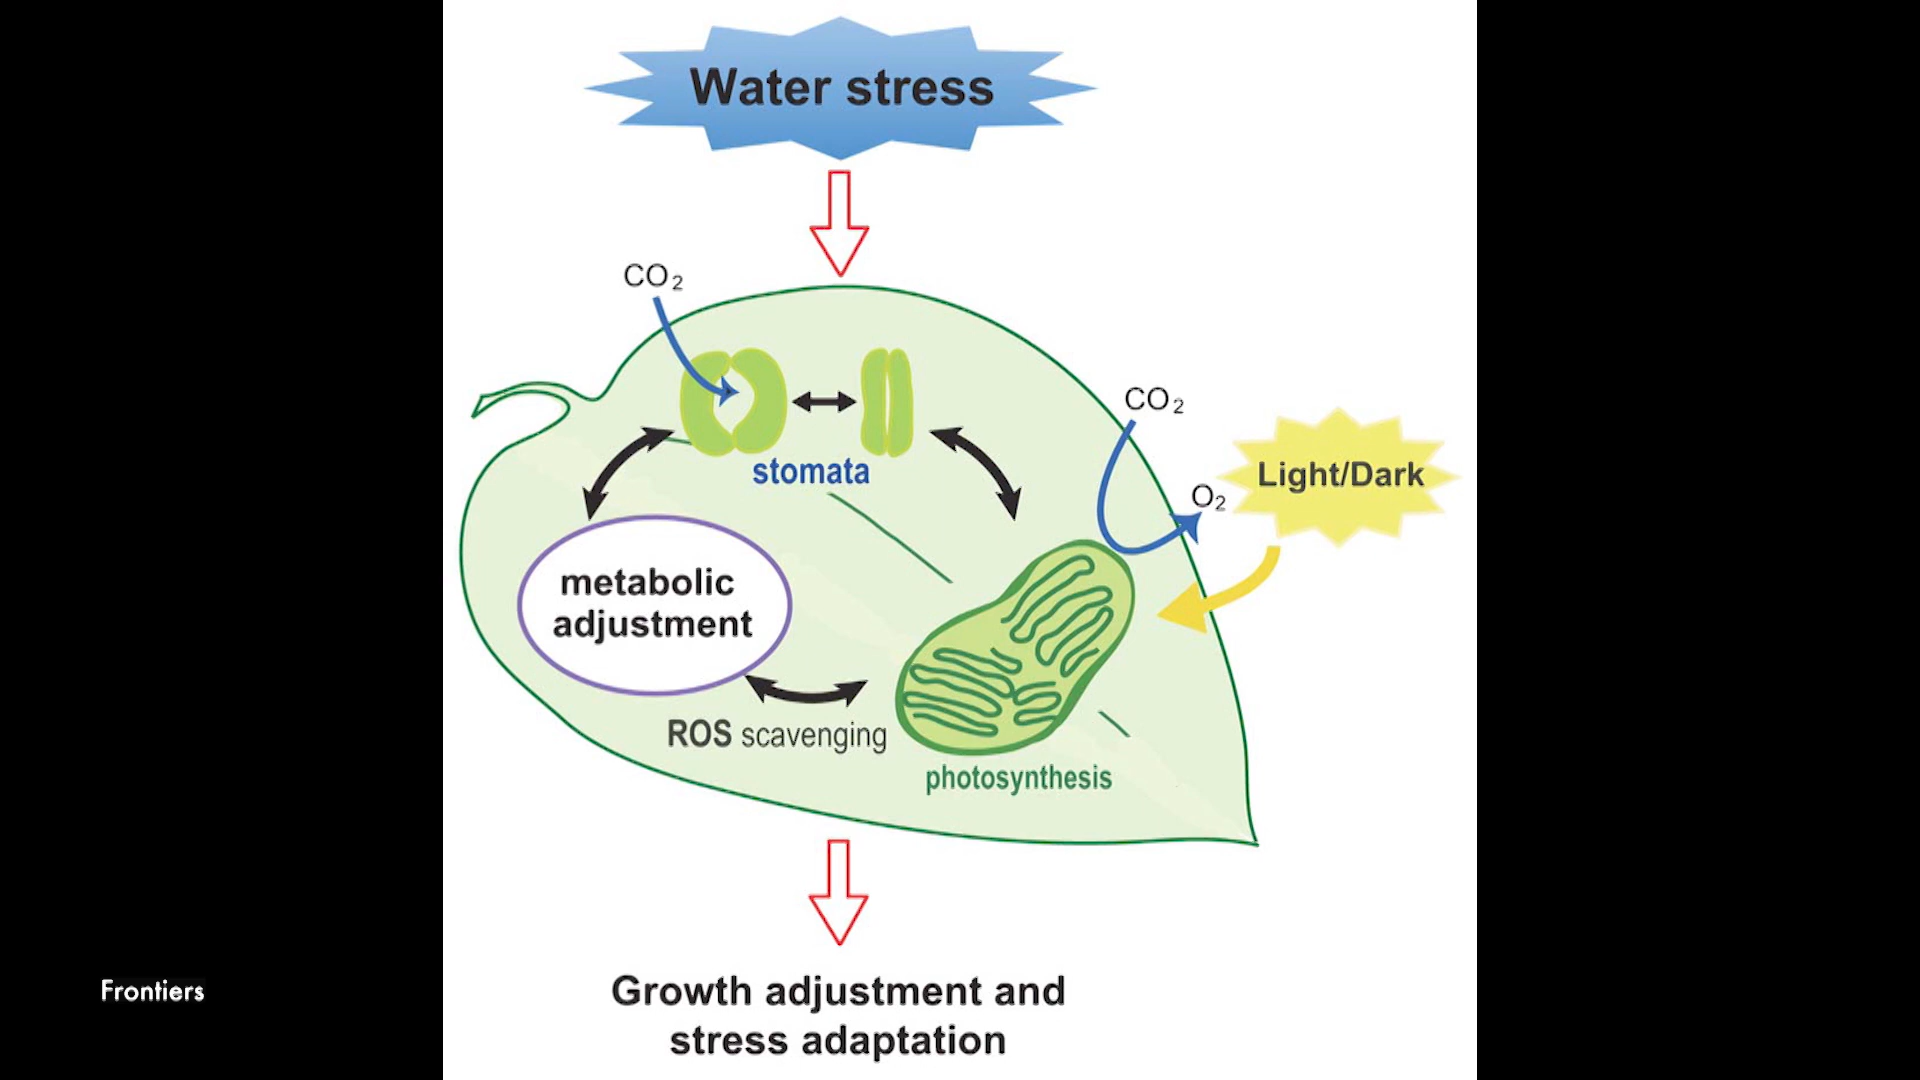 Water stress
CO₂
CO₂
stomata
Light/Dark
O₂
metabolic
adjustment
ROS scavenging
photosynthesis
Frontiers
Growth adjustment and
stress adaptation